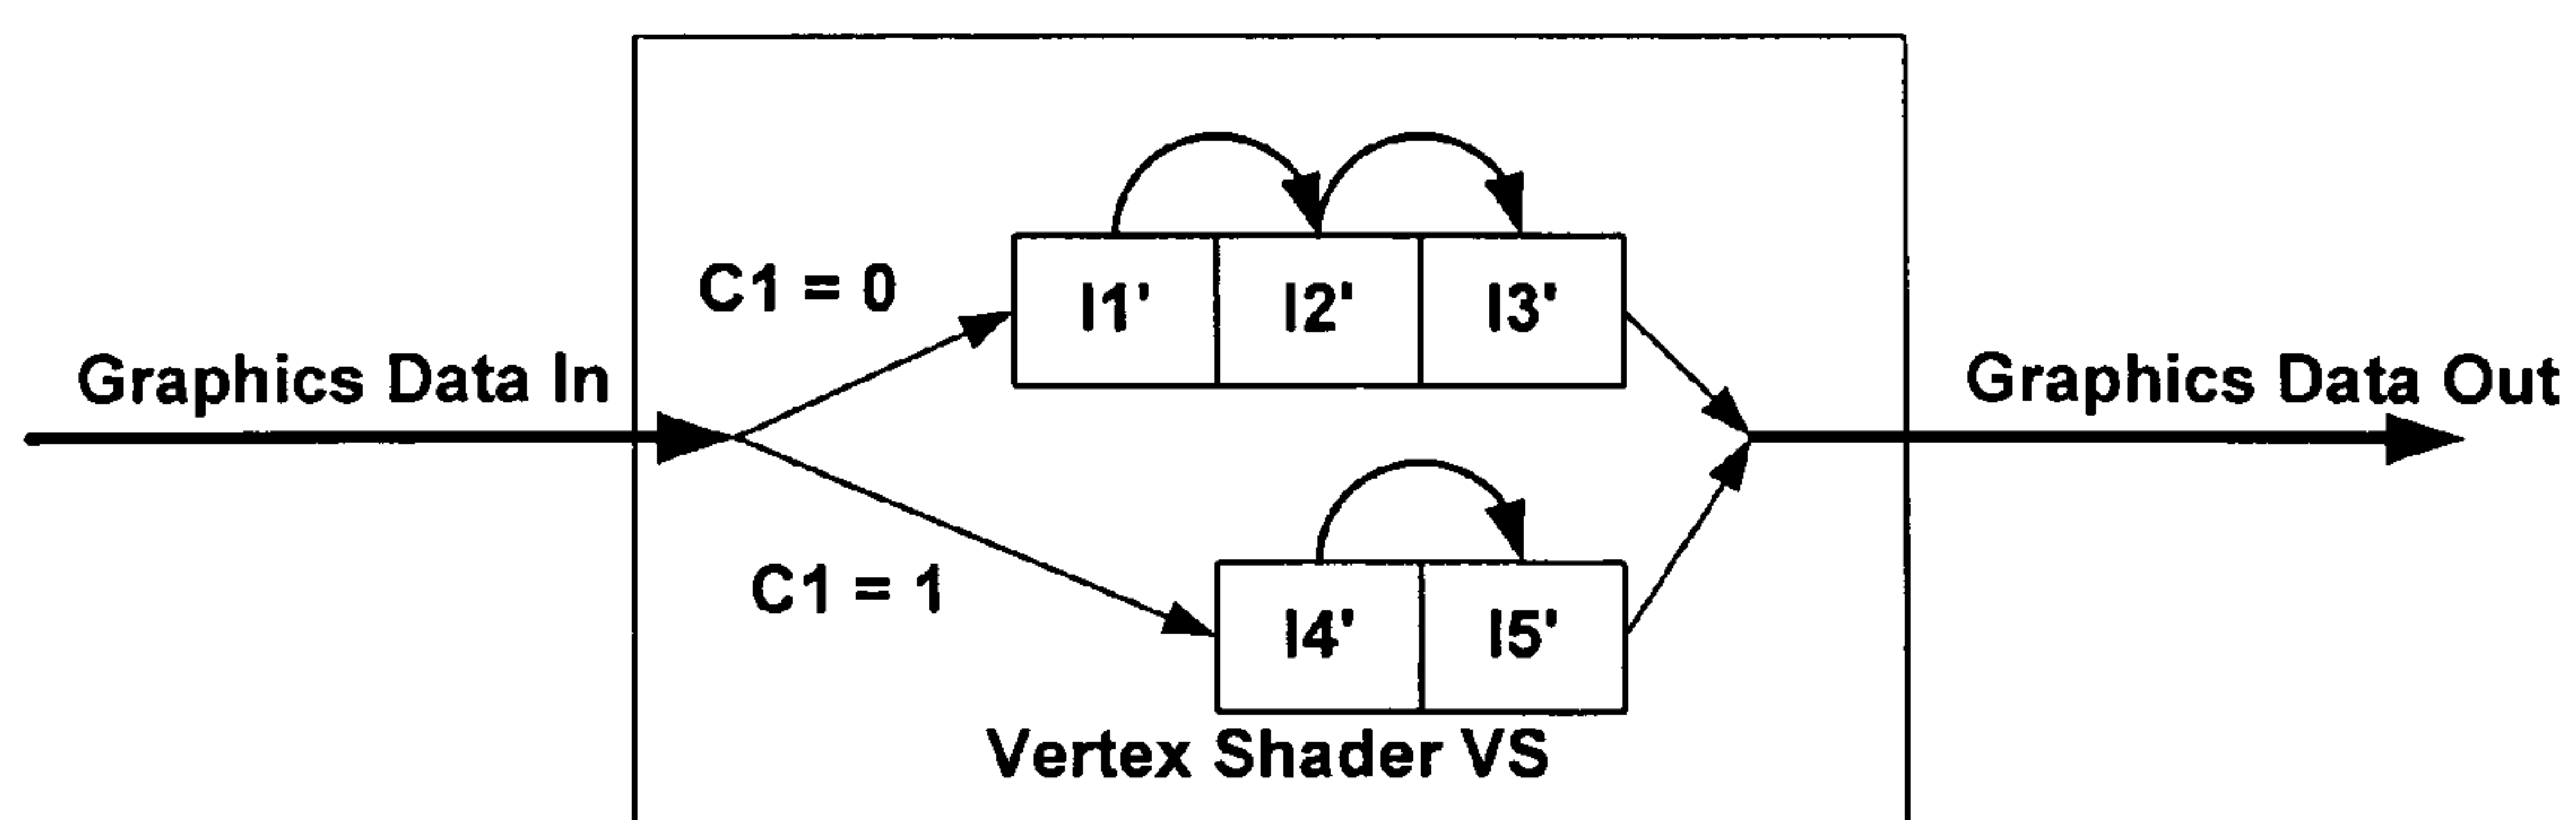 C1 = 0
I1' I2' I3'
Graphics Data In
Graphics Data Out
C1 = 1
I4' I5'
Vertex Shader VS